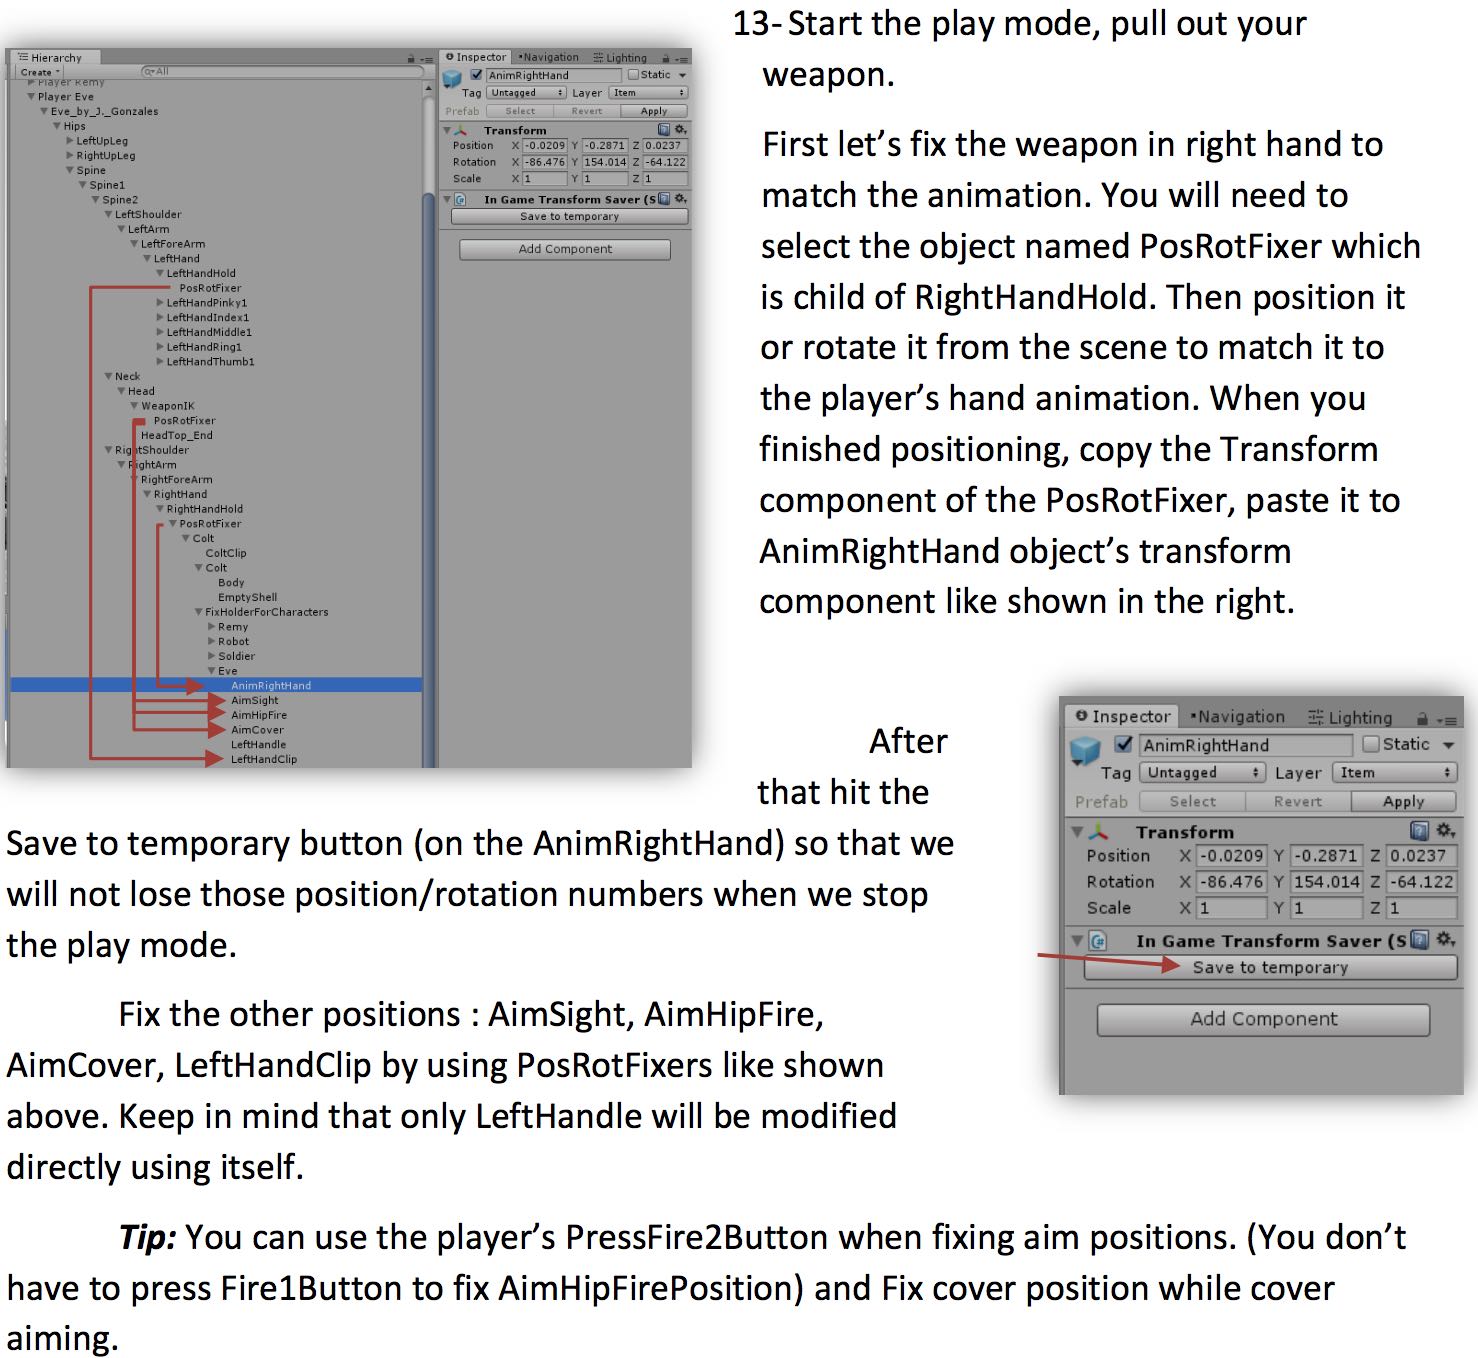 13- Start the play mode, pull out your
weapon.
First let’s fix the weapon in right hand to
match the animation. You will need to
select the object named PosRotFixer which
is child of RightHandHold. Then position it
or rotate it from the scene to match it to
the player’s hand animation. When you
finished positioning, copy the Transform
component of the PosRotFixer, paste it to
AnimRightHand object’s transform
component like shown in the right.
Hierarchy
Create
All
Player Remy
Player Eve
Eve_by_J._Gonzales
Hips
LeftUpLeg
RightUpLeg
Spine
Spine1
Spine2
LeftShoulder
LeftArm
LeftForeArm
LeftHand
LeftHandHold
PosRotFixer
LeftHandPinky1
LeftHandIndex1
LeftHandMiddle1
LeftHandRing1
LeftHandThumb1
Neck
Head
WeaponIK
PosRotFixer
HeadTop_End
RightShoulder
RightArm
RightForeArm
RightHand
RightHandHold
PosRotFixer
Colt
ColtClip
Colt
Body
EmptyShell
FixHolderForCharacters
Remy
Robot
Soldier
Eve
AnimRightHand
AimSight
AimHipFire
AimCover
LeftHandle
LeftHandClip
Inspector Navigation Lighting
AnimRightHand Static
Tag Untagged Layer Item
Prefab Select Revert Apply
Transform
Position X -0.0209 Y -0.2871 Z 0.0237
Rotation X -86.476 Y 154.014 Z -64.122
Scale X 1 Y 1 Z 1
In Game Transform Saver (S
Save to temporary
Add Component
After
that hit the
Save to temporary button (on the AnimRightHand) so that we
will not lose those position/rotation numbers when we stop
the play mode.
Inspector Navigation Lighting
AnimRightHand Static
Tag Untagged Layer Item
Prefab Select Revert Apply
Transform
Position X -0.0209 Y -0.2871 Z 0.0237
Rotation X -86.476 Y 154.014 Z -64.122
Scale X 1 Y 1 Z 1
In Game Transform Saver (S
Save to temporary
Add Component
Fix the other positions : AimSight, AimHipFire,
AimCover, LeftHandClip by using PosRotFixers like shown
above. Keep in mind that only LeftHandle will be modified
directly using itself.
Tip: You can use the player’s PressFire2Button when fixing aim positions. (You don’t
have to press Fire1Button to fix AimHipFirePosition) and Fix cover position while cover
aiming.